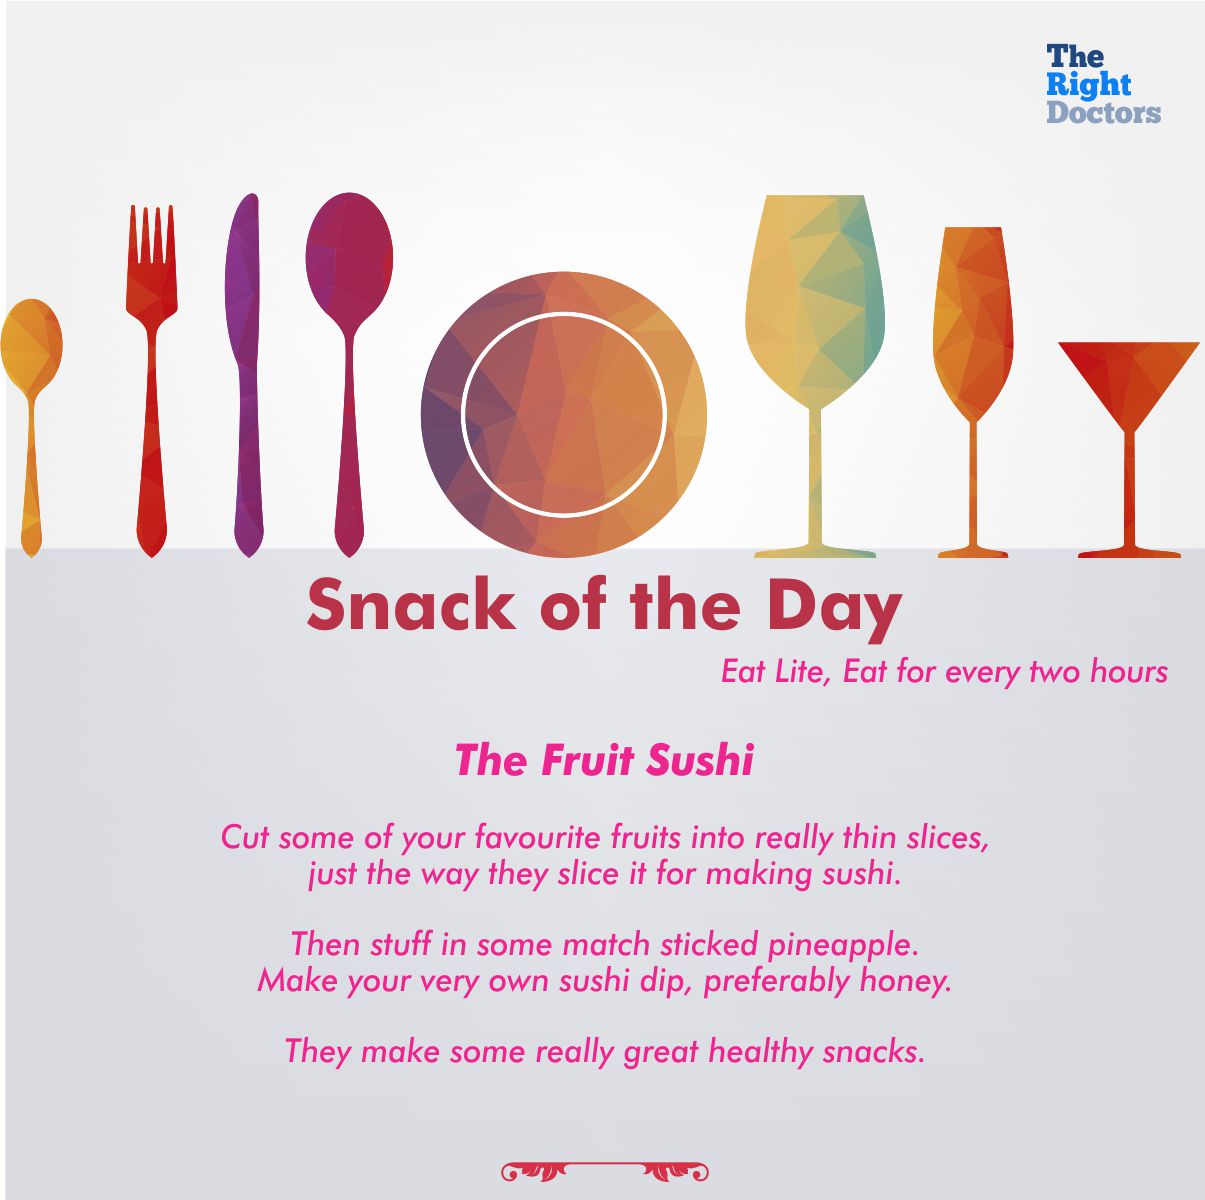 The
Right
Doctors
Snack of the Day
Eat Lite, Eat for every two hours
The Fruit Sushi
Cut some of your favourite fruits into really thin slices,
just the way they slice it for making sushi.
Then stuff in some match sticked pineapple.
Make your very own sushi dip, preferably honey.
They make some really great healthy snacks.